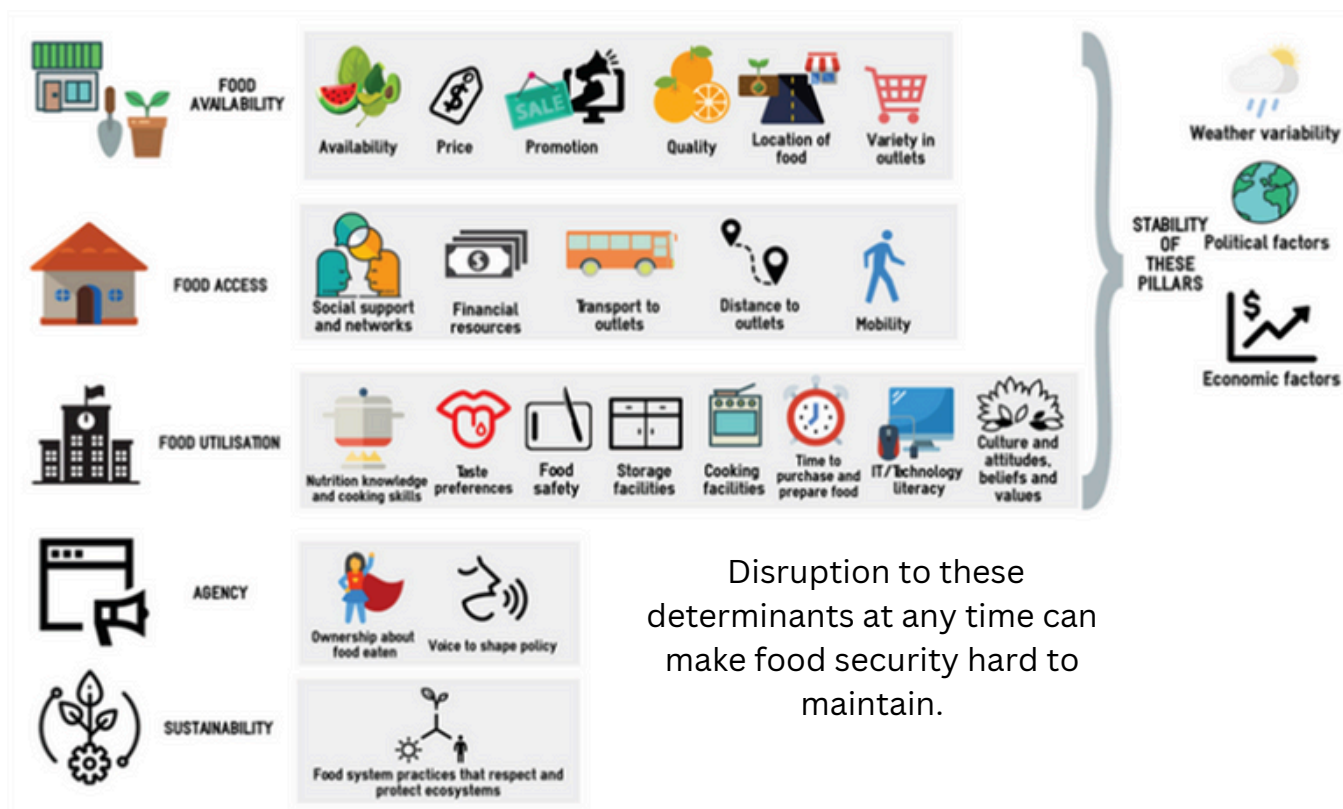 FOOD
AVAILABILITY
$
SALE
Availability
Price
Promotion
Quality
Location of
food
Variety in
outlets
FOOD ACCESS
$
Social support
and networks
Financial
resources
Transport to
outlets
Distance to
outlets
Mobility
FOOD UTILISATION
Nutrition knowledge
and cooking skills
Taste
preferences
Food
safety
Storage
facilities
Cooking
facilities
Time to
purchase and
prepare food
IT/Technology
literacy
Culture and
attitudes,
beliefs and
values
STABILITY
OF
THESE
PILLARS
Weather variability
Political factors
$
Economic factors
AGENCY
Ownership about
food eaten
Voice to shape policy
SUSTAINABILITY
Food system practices that respect and
protect ecosystems
Disruption to these
determinants at any time can
make food security hard to
maintain.